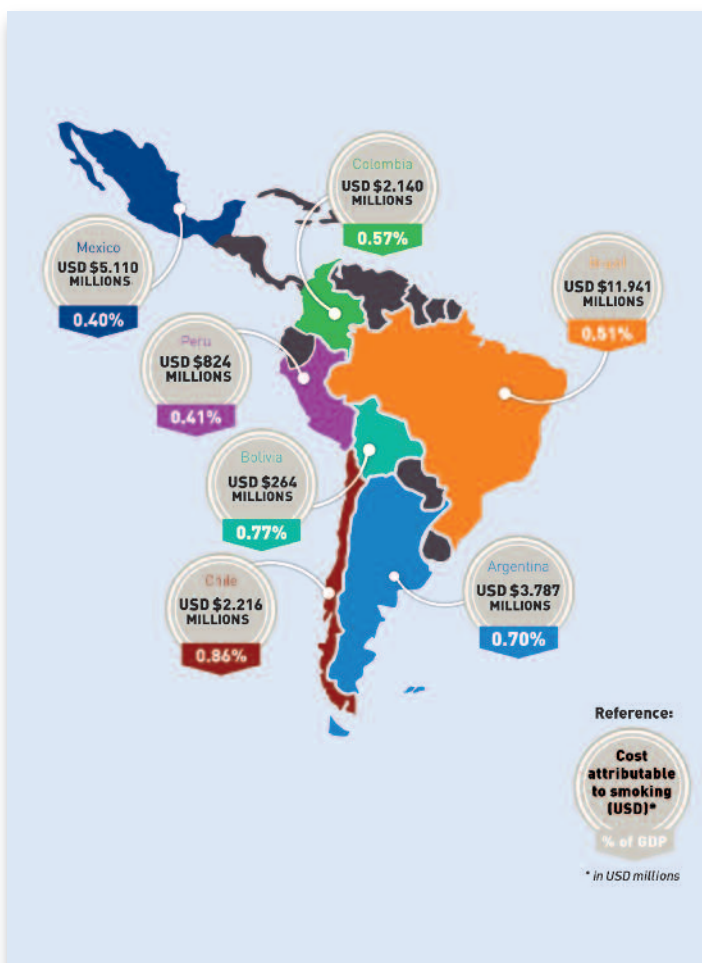 Colombia
USD $2.140
MILLIONS
0.57%
Mexico
USD $5.110
MILLIONS
0.40%
Brazil
USD $11.941
MILLIONS
0.51%
Peru
USD $824
MILLIONS
0.41%
Bolivia
USD $264
MILLIONS
0.77%
Chile
USD $2.216
MILLIONS
0.86%
Argentina
USD $3.787
MILLIONS
0.70%
Reference:
Cost
attributable
to smoking
(USD)*
% of GDP
* in USD millions